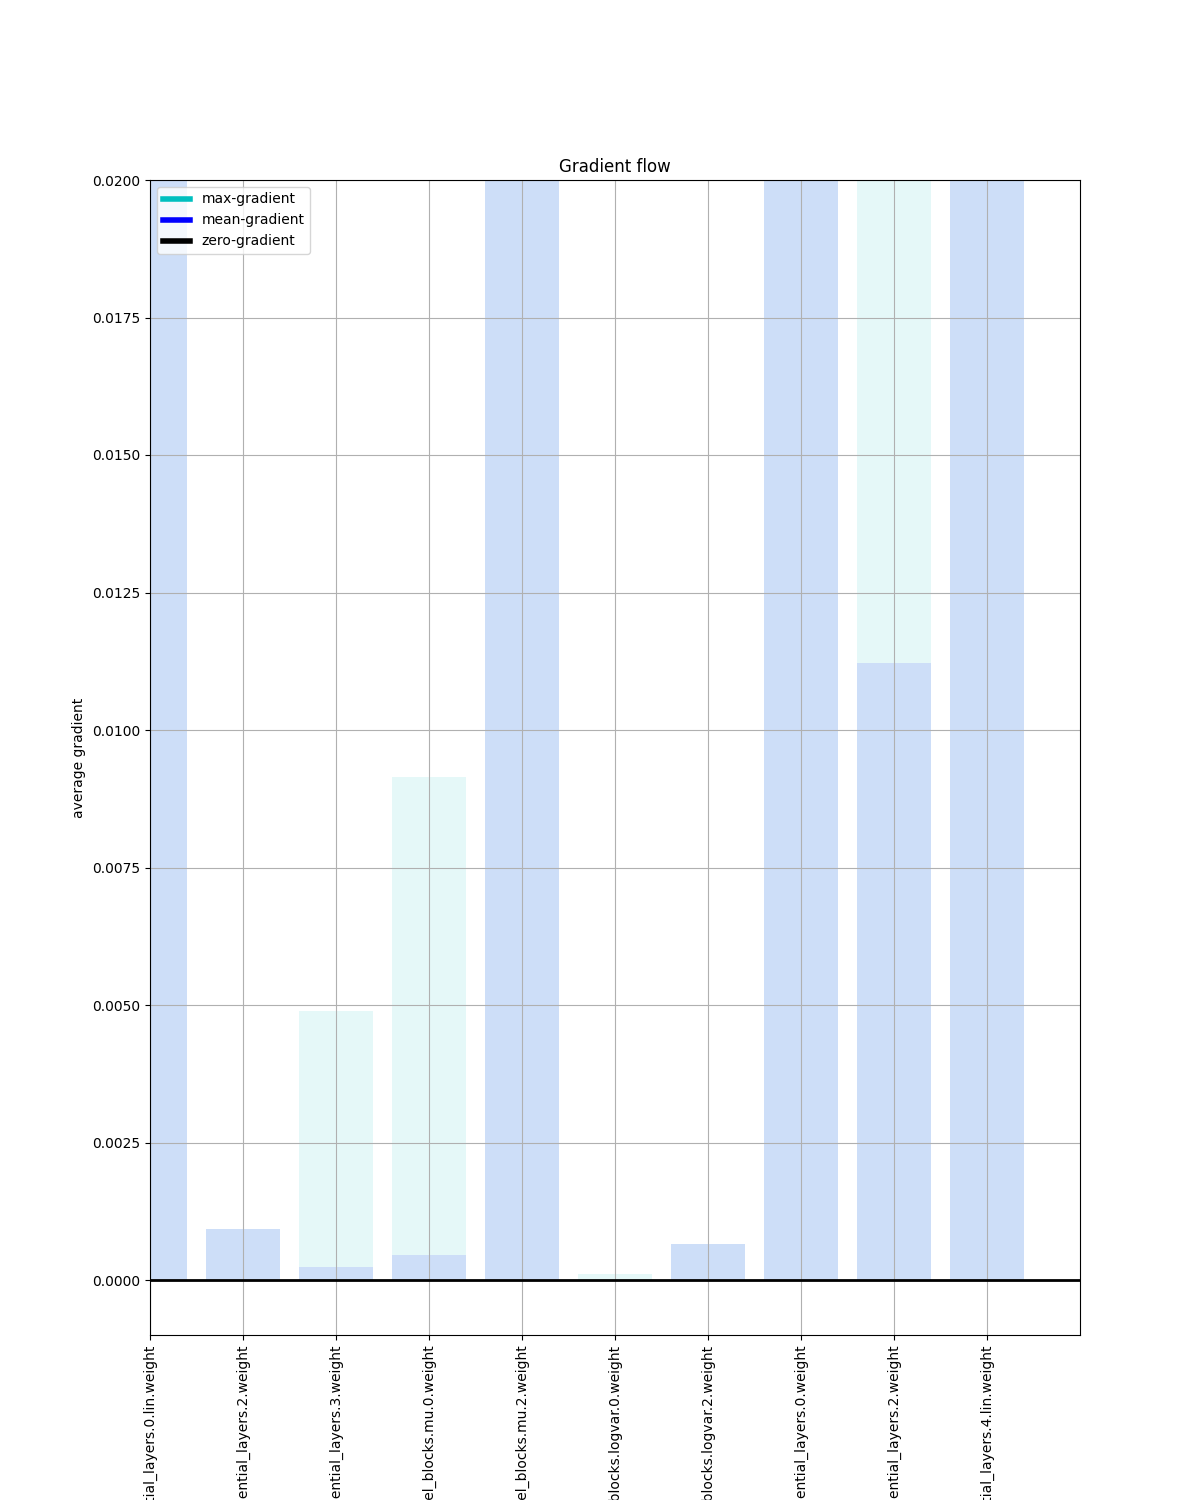 Gradient flow
max-gradient
mean-gradient
zero-gradient
0.0200
0.0175
0.0150
0.0125
0.0100
0.0075
0.0050
0.0025
0.0000
average gradient
tial_layers.0.lin.weight
ential_layers.2.weight
ential_layers.3.weight
el_blocks.mu.0.weight
el_blocks.mu.2.weight
blocks.logvar.0.weight
blocks.logvar.2.weight
ential_layers.0.weight
ential_layers.2.weight
tial_layers.4.lin.weight